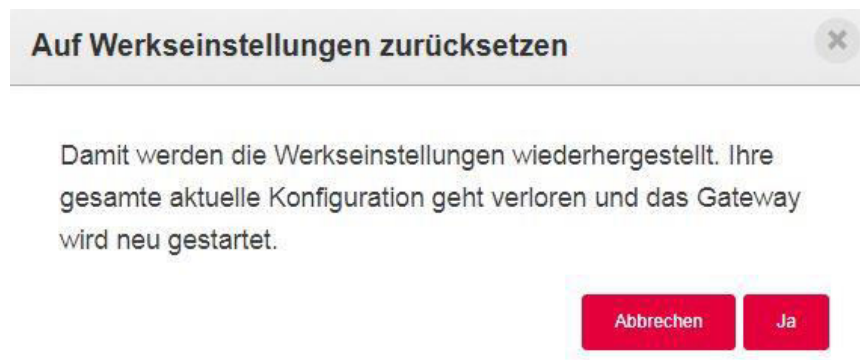 Auf Werkseinstellungen zurücksetzen
Damit werden die Werkseinstellungen wiederhergestellt. Ihre
gesamte aktuelle Konfiguration geht verloren und das Gateway
wird neu gestartet.
Abbrechen Ja